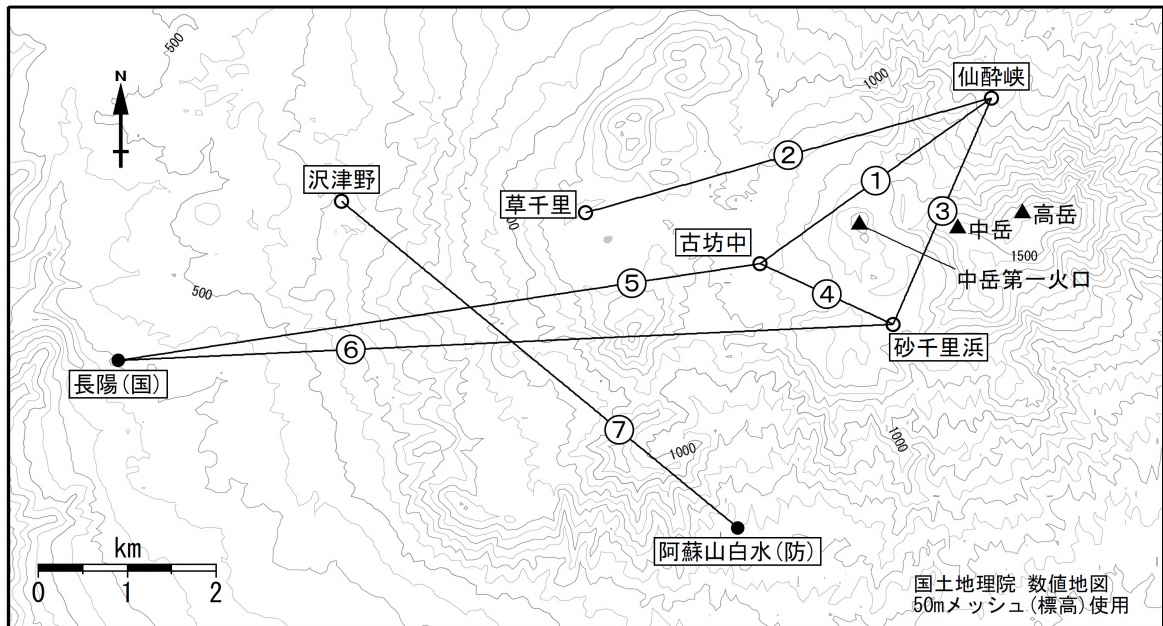 500
仙酔峡
1000
N
②
沢津野
①
草千里
③
高岳
中岳
古坊中
1500
中岳第一火口
⑤
④
500
⑥
砂千里浜
長陽(国)
⑦
1000
1000
km
0 1 2
阿蘇山白水(防)
国土地理院 数値地図
50mメッシュ(標高)使用